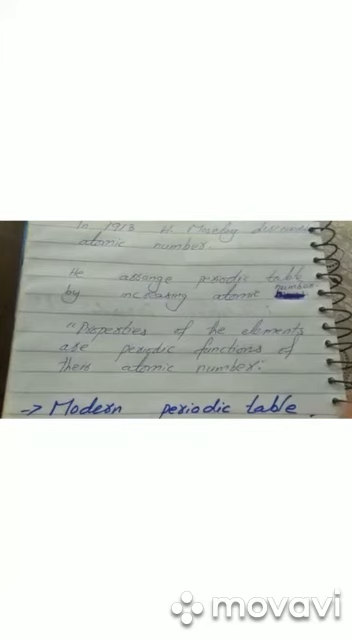 In 1913 H. Moseley discovered
atomic number.
He arrange periodic table
by increasing atomic number.
"Properties of the elements
are periodic functions of
their atomic number."
→ Modern periodic table.
movavi